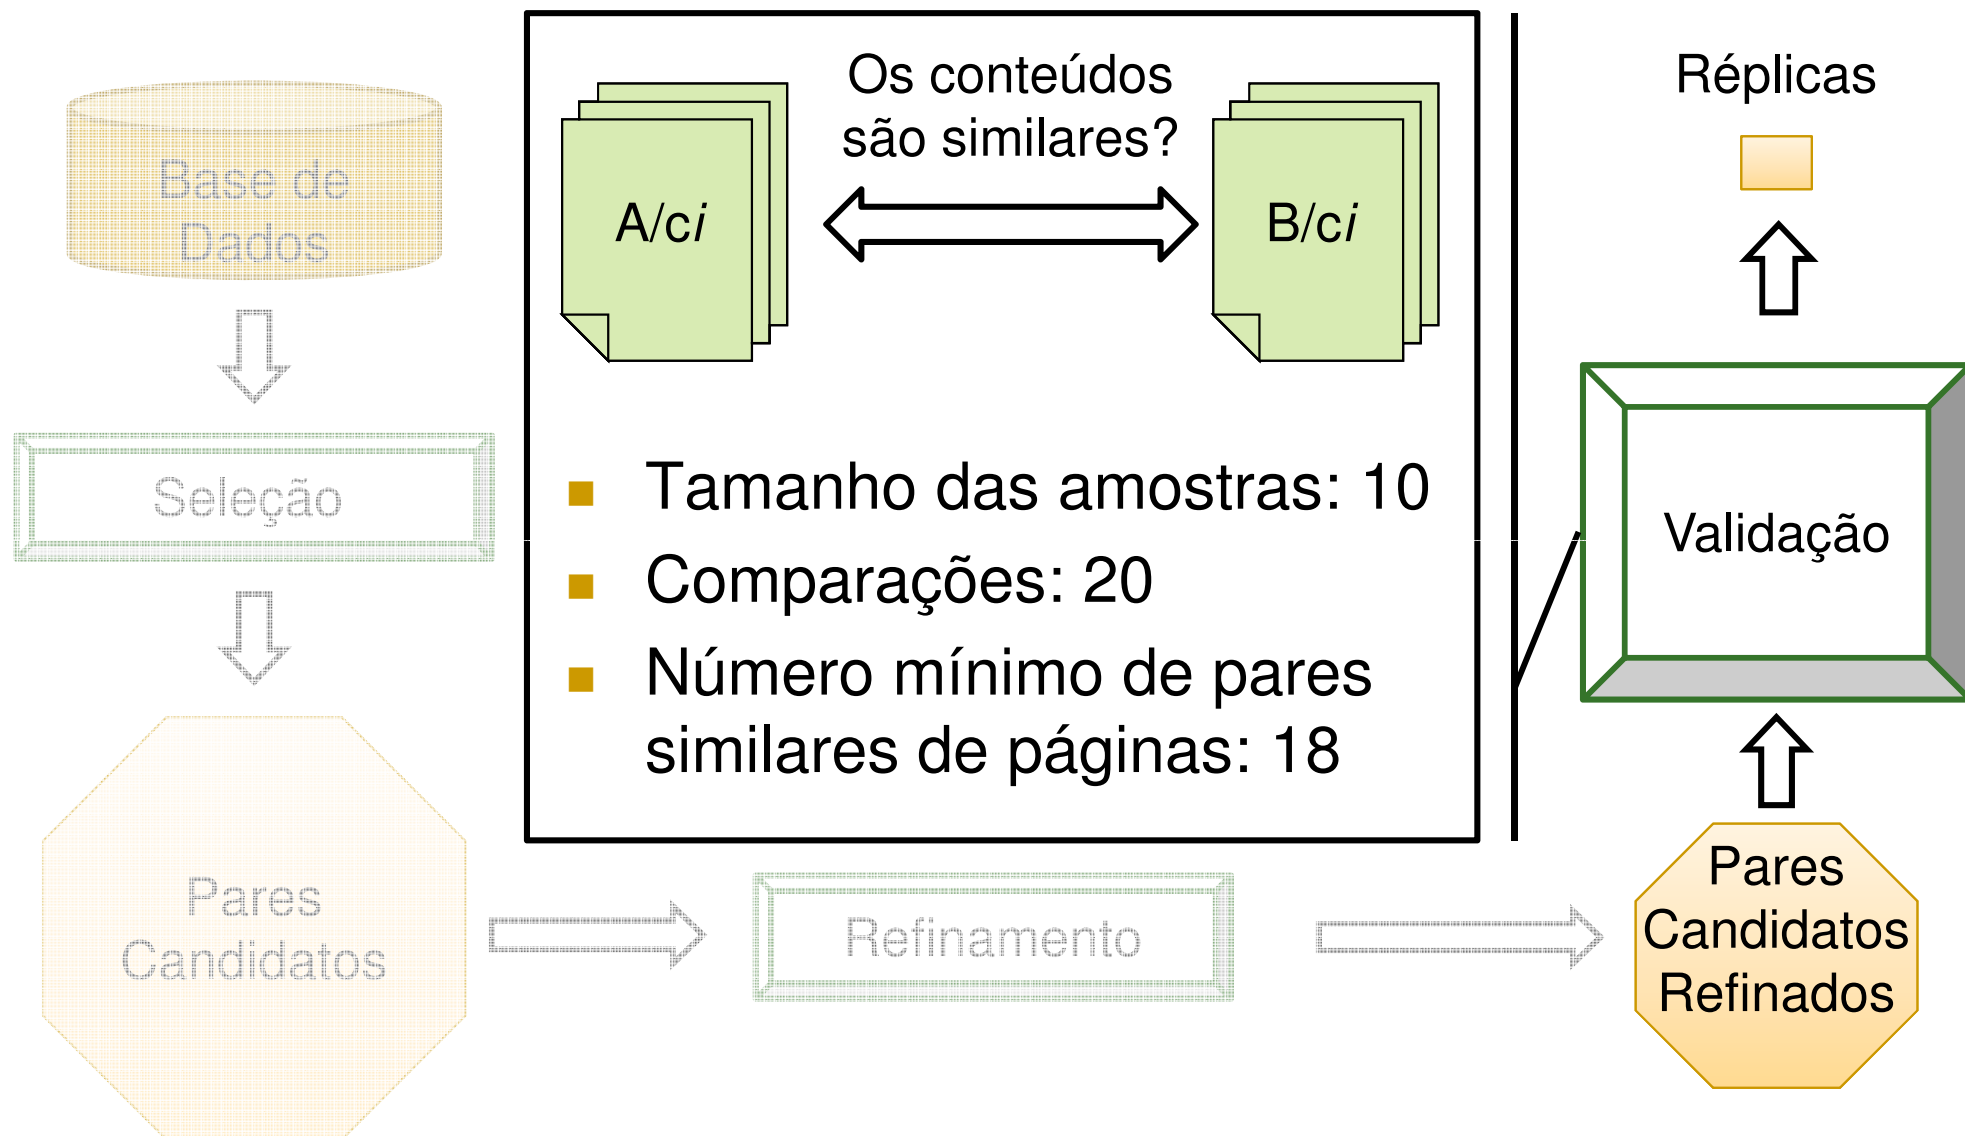 Base de
Dados
Seleção
Pares
Candidatos
Refinamento
Os conteúdos
são similares?
A/ci
B/ci
Tamanho das amostras: 10
Comparações: 20
Número mínimo de pares
similares de páginas: 18
Réplicas
Validação
Pares
Candidatos
Refinados